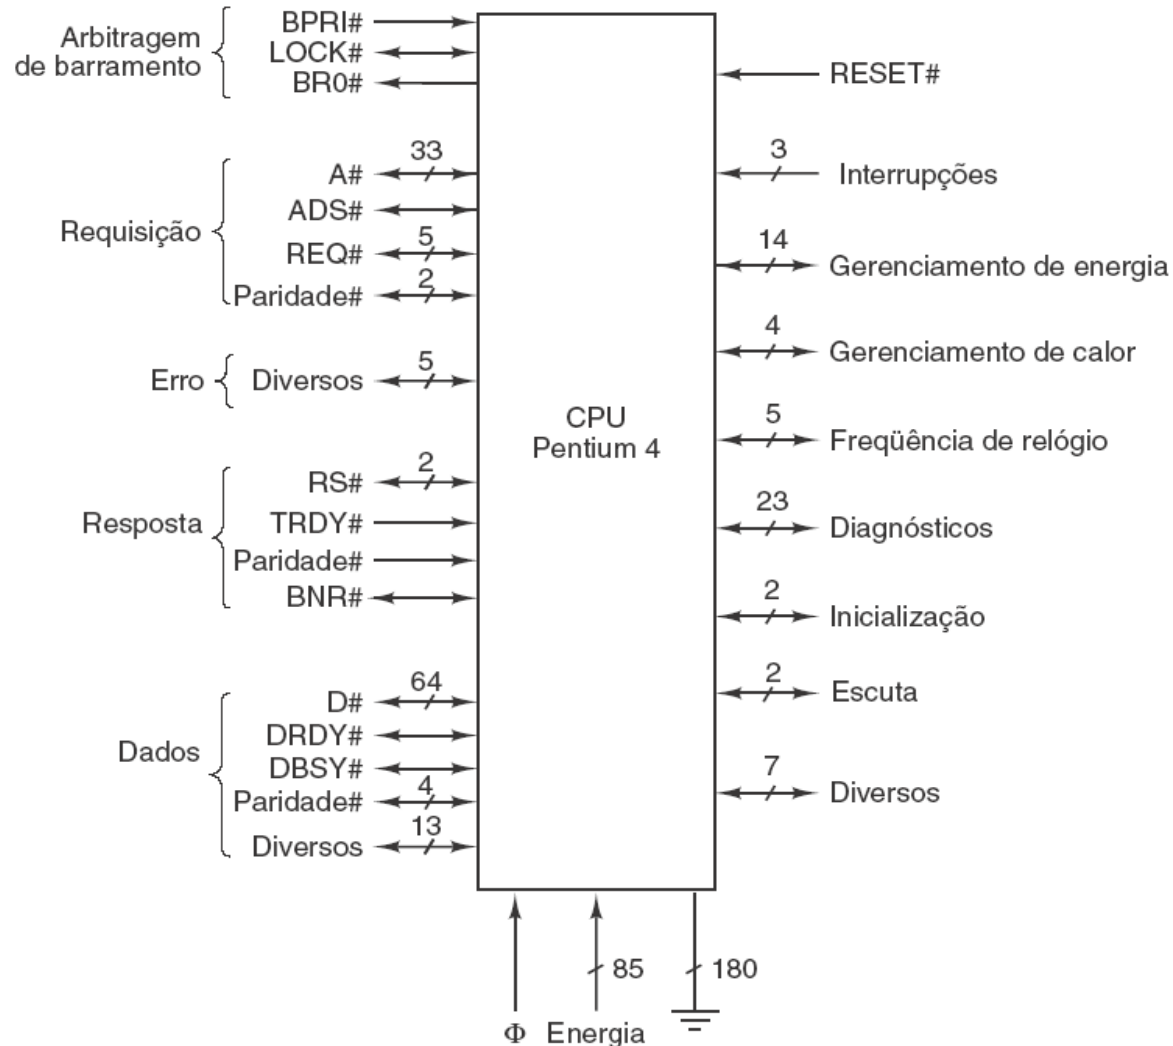 Arbitragem
de barramento
BPRI#
LOCK#
BR0#
Requisição
33
A#
ADS#
5
REQ#
2
Paridade#
Erro
5
Diversos
Resposta
2
RS#
TRDY#
Paridade#
BNR#
Dados
64
D#
DRDY#
DBSY#
4
Paridade#
13
Diversos
CPU
Pentium 4
RESET#
3
Interrupções
14
Gerenciamento de energia
4
Gerenciamento de calor
5
Freqüência de relógio
23
Diagnósticos
2
Inicialização
2
Escuta
7
Diversos
85
180
Φ
Energia